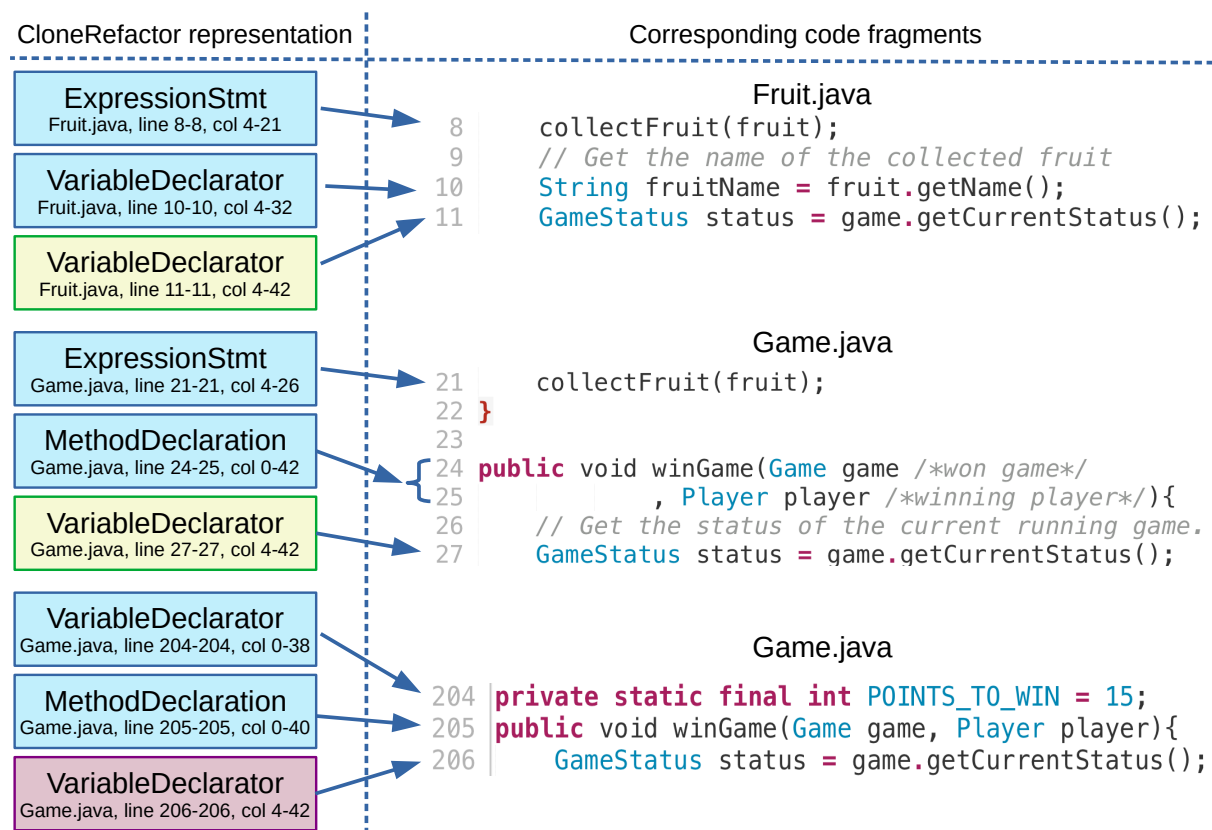 CloneRefactor representation
Corresponding code fragments
ExpressionStmt
Fruit.java, line 8-8, col 4-21
VariableDeclarator
Fruit.java, line 10-10, col 4-32
VariableDeclarator
Fruit.java, line 11-11, col 4-42
Fruit.java
8 collectFruit(fruit);
9 // Get the name of the collected fruit
10 String fruitName = fruit.getName();
11 GameStatus status = game.getCurrentStatus();
ExpressionStmt
Game.java, line 21-21, col 4-26
MethodDeclaration
Game.java, line 24-25, col 0-42
VariableDeclarator
Game.java, line 27-27, col 4-42
Game.java
21 collectFruit(fruit);
22 }
23
24 public void winGame(Game game /*won game*/
25 , Player player /*winning player*/){
26 // Get the status of the current running game.
27 GameStatus status = game.getCurrentStatus();
VariableDeclarator
Game.java, line 204-204, col 0-38
MethodDeclaration
Game.java, line 205-205, col 0-40
VariableDeclarator
Game.java, line 206-206, col 4-42
Game.java
204 private static final int POINTS_TO_WIN = 15;
205 public void winGame(Game game, Player player){
206 GameStatus status = game.getCurrentStatus();